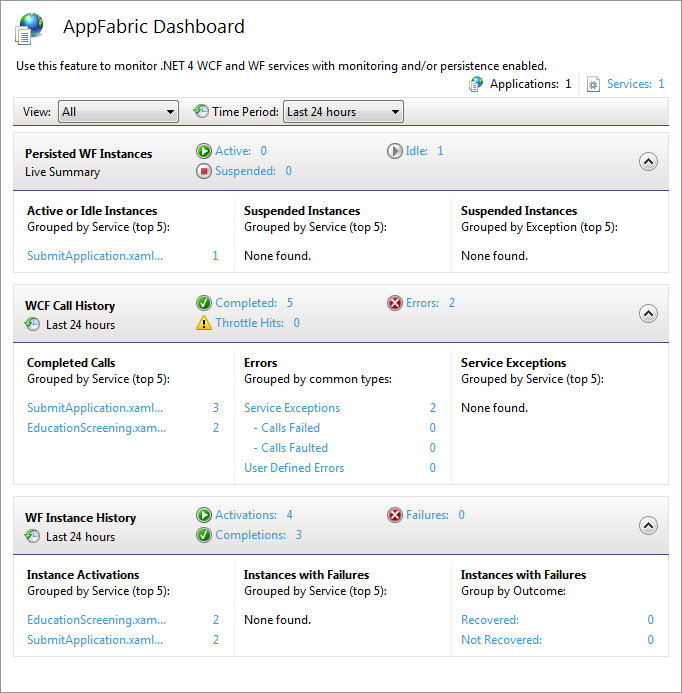 AppFabric Dashboard
Use this feature to monitor .NET 4 WCF and WF services with monitoring and/or persistence enabled.
Applications: 1 Services: 1
View: All Time Period: Last 24 hours
Persisted WF Instances Active: 0 Idle: 1
Live Summary Suspended: 0
Active or Idle Instances Suspended Instances Suspended Instances
Grouped by Service (top 5): Grouped by Service (top 5): Grouped by Exception (top 5):
SubmitApplication.xaml... 1 None found. None found.
WCF Call History Completed: 5 Errors: 2
Last 24 hours Throttle Hits: 0
Completed Calls Errors Service Exceptions
Grouped by Service (top 5): Grouped by common types: Grouped by Service (top 5):
SubmitApplication.xaml... 3 Service Exceptions 2 None found.
EducationScreening.xam... 2 - Calls Failed 0
- Calls Faulted 0
User Defined Errors 0
WF Instance History Activations: 4 Failures: 0
Last 24 hours Completions: 3
Instance Activations Instances with Failures Instances with Failures
Grouped by Service (top 5): Grouped by Service (top 5): Group by Outcome:
EducationScreening.xam... 2 None found. Recovered: 0
SubmitApplication.xaml... 2 Not Recovered: 0